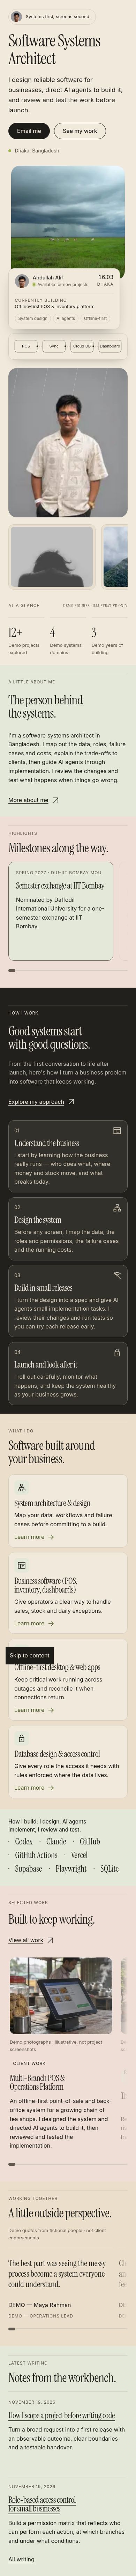 Systems first, screens second.
Software Systems
Architect
I design reliable software for
businesses, direct AI agents to build it,
and review and test the work before
launch.
Email me
See my work
Dhaka, Bangladesh
Abdullah Alif
Available for new projects
16:03
DHAKA
CURRENTLY BUILDING
Offline-first POS & inventory platform
System design
AI agents
Offline-first
POS
Sync
Cloud DB
Dashboard
AT A GLANCE
DEMO FIGURES · ILLUSTRATIVE ONLY
12+
4
3
Demo projects
explored
Demo systems
domains
Demo years of
building
A LITTLE ABOUT ME
The person behind
the systems.
I'm a software systems architect in
Bangladesh. I map out the data, roles, failure
cases and costs, explain the trade-offs to
clients, then guide AI agents through
implementation. I review the changes and
test what happens when things go wrong.
More about me
HIGHLIGHTS
Milestones along the way.
SPRING 2027 · DIU–IIT BOMBAY MOU
Semester exchange at IIT Bombay
Nominated by Daffodil
International University for a one-
semester exchange at IIT
Bombay.
HOW I WORK
Good systems start
with good questions.
From the first conversation to life after
launch, here's how I turn a business problem
into software that keeps working.
Explore my approach
01
Understand the business
I start by learning how the business
really runs — who does what, where
money and stock move, and what
breaks today.
02
Design the system
Before any screen, I map the data, the
roles and permissions, the failure cases
and the running costs.
03
Build in small releases
I turn the design into a spec and give AI
agents small implementation tasks. I
review their changes and run tests so
you can try each release.
04
Launch and look after it
I roll out carefully, monitor what
happens, and keep the system healthy
as your business grows.
WHAT I DO
Software built around
your business.
System architecture & design
Map your data, workflows and failure
cases before committing to a build.
Learn more
Business software (POS,
inventory, dashboards)
Give operators a clear way to handle
sales, stock and daily exceptions.
Learn more
Skip to content
Offline-first desktop & web apps
Keep critical work running across
outages and reconcile it when
connections return.
Learn more
Database design & access control
Give every role the access it needs with
rules enforced where the data lives.
Learn more
How I build: I design, AI agents
implement, I review and test.
Codex
Claude
GitHub
GitHub Actions
Vercel
Supabase
Playwright
SQLite
SELECTED WORK
Built to keep working.
View all work
Demo photographs · illustrative, not project
screenshots
CLIENT WORK
Multi-Branch POS &
Operations Platform
An offline-first point-of-sale and back-
office system for a growing chain of
tea shops. I designed the system and
directed AI agents to build it, then
reviewed and tested the
implementation.
WORKING TOGETHER
A little outside perspective.
Demo quotes from fictional people · not client
endorsements
The best part was seeing the messy
process become a system everyone
could understand.
DEMO — Maya Rahman
DEMO — OPERATIONS LEAD
LATEST WRITING
Notes from the workbench.
NOVEMBER 19, 2026
How I scope a project before writing code
Turn a broad request into a first release with
an observable outcome, clear boundaries
and a testable handover.
NOVEMBER 18, 2026
Role-based access control
for small businesses
Build a permission matrix that reflects who
can perform each action, at which branches
and under what conditions.
All writing